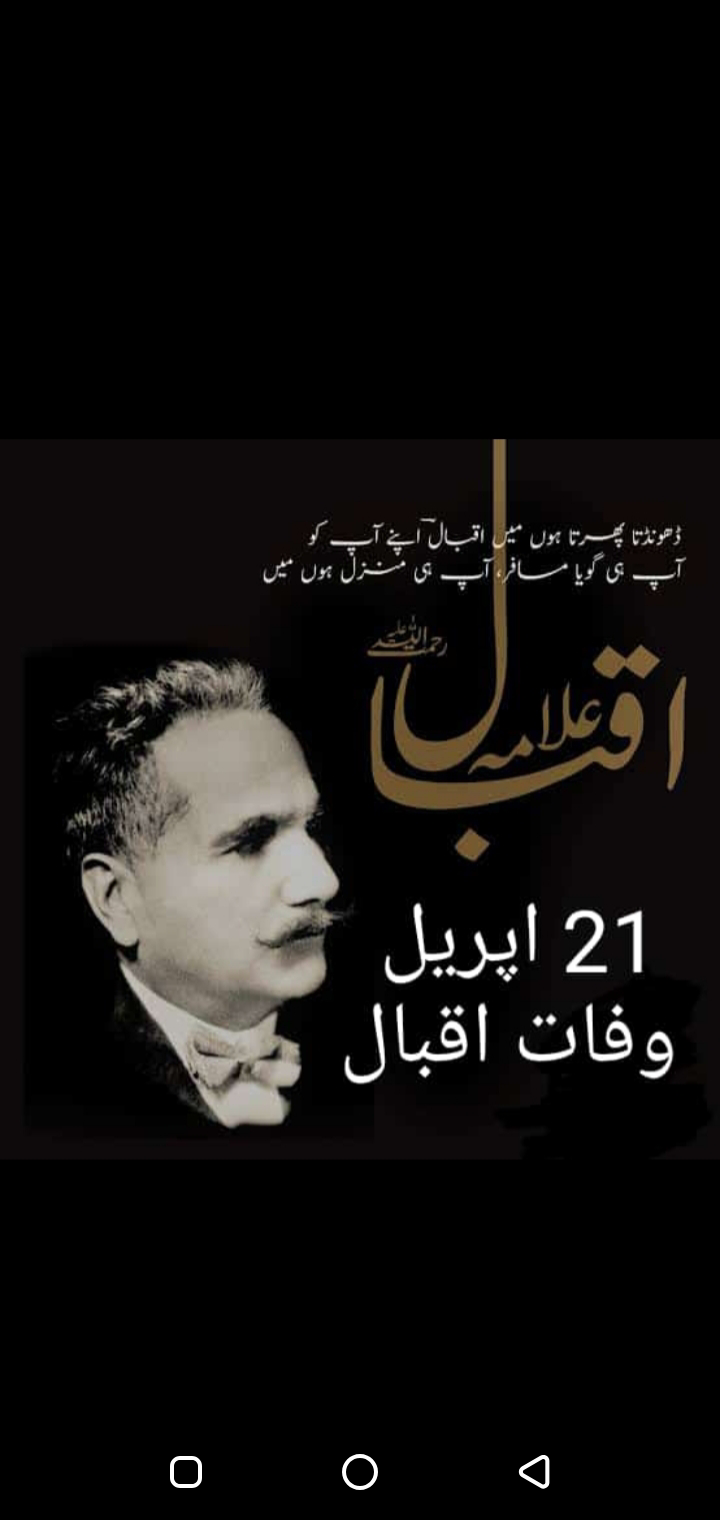 ڈھونڈتا پھرتا ہوں میں اقبالؔ اپنے آپ کو
آپ ہی گویا مسافر، آپ ہی منزل ہوں میں
علامہ اقبال
رحمتہ اللہ علیہ
21 اپریل
وفات اقبال